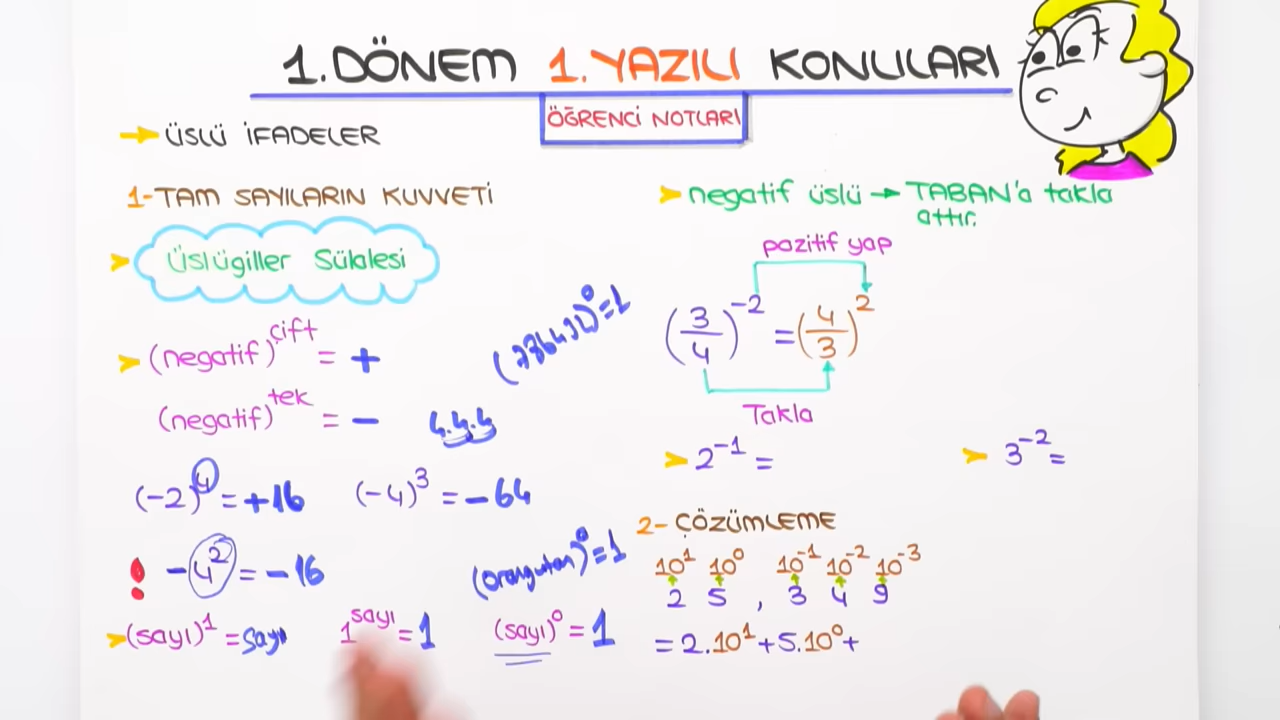 1.DÖNEM 1.YAZILI KONULARI
ÖĞRENCİ NOTLARI
→ ÜSLÜ İFADELER
1-TAM SAYILARIN KUVVETİ
➤ Üslügiller Sülalesi
➤ (negatif)^çift = +
(negatif)^tek = −
4.4.4
(-2)^4 = +16
(-4)^3 = -64
! -4^2 = -16
(orangutan)^0 = 1
➤ (sayı)^1 = sayı
1^sayı = 1
(sayı)^0 = 1
➤ negatif üslü → TABAN'a takla
attır.
pozitif yap
(3/4)^-2 = (4/3)^2
Takla
➤ 2^-1 =
➤ 3^-2 =
2- ÇÖZÜMLEME
10^1 10^0 10^-1 10^-2 10^-3
2 5 , 3 4 9
= 2.10^1+5.10^0+